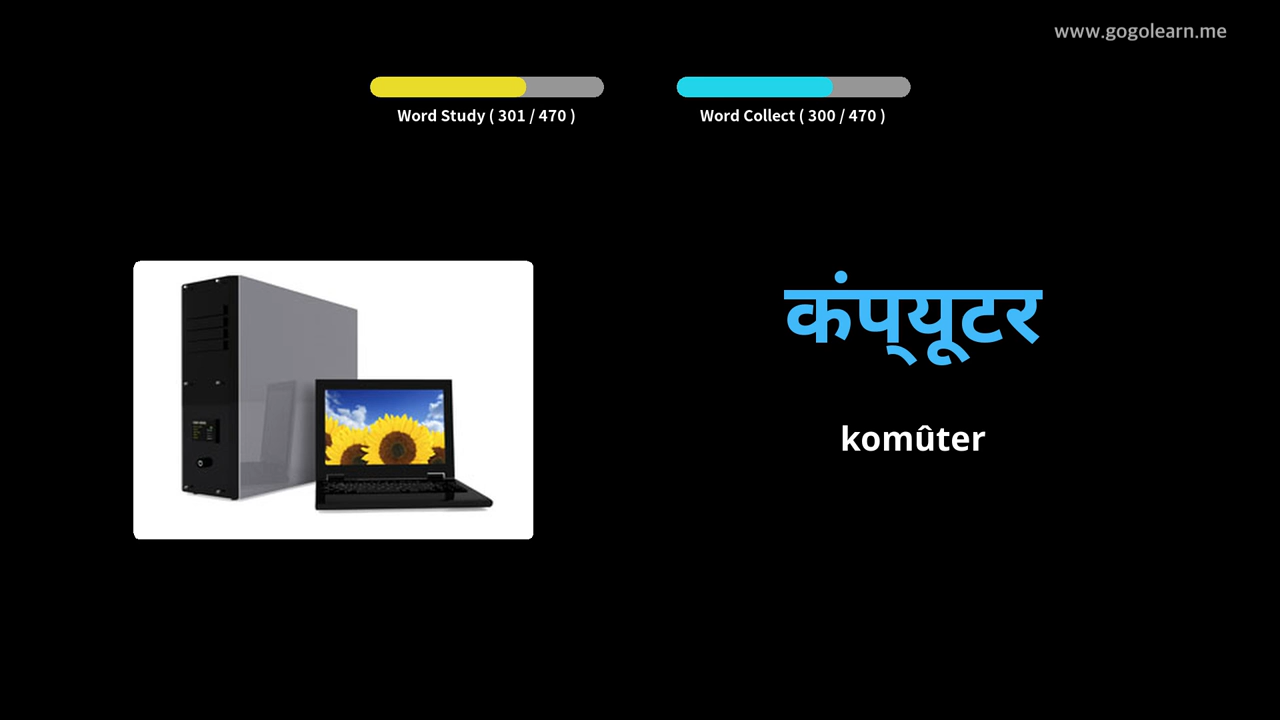 www.gogolearn.me
Word Study ( 301 / 470 )
Word Collect ( 300 / 470 )
कंप्यूटर
komûter